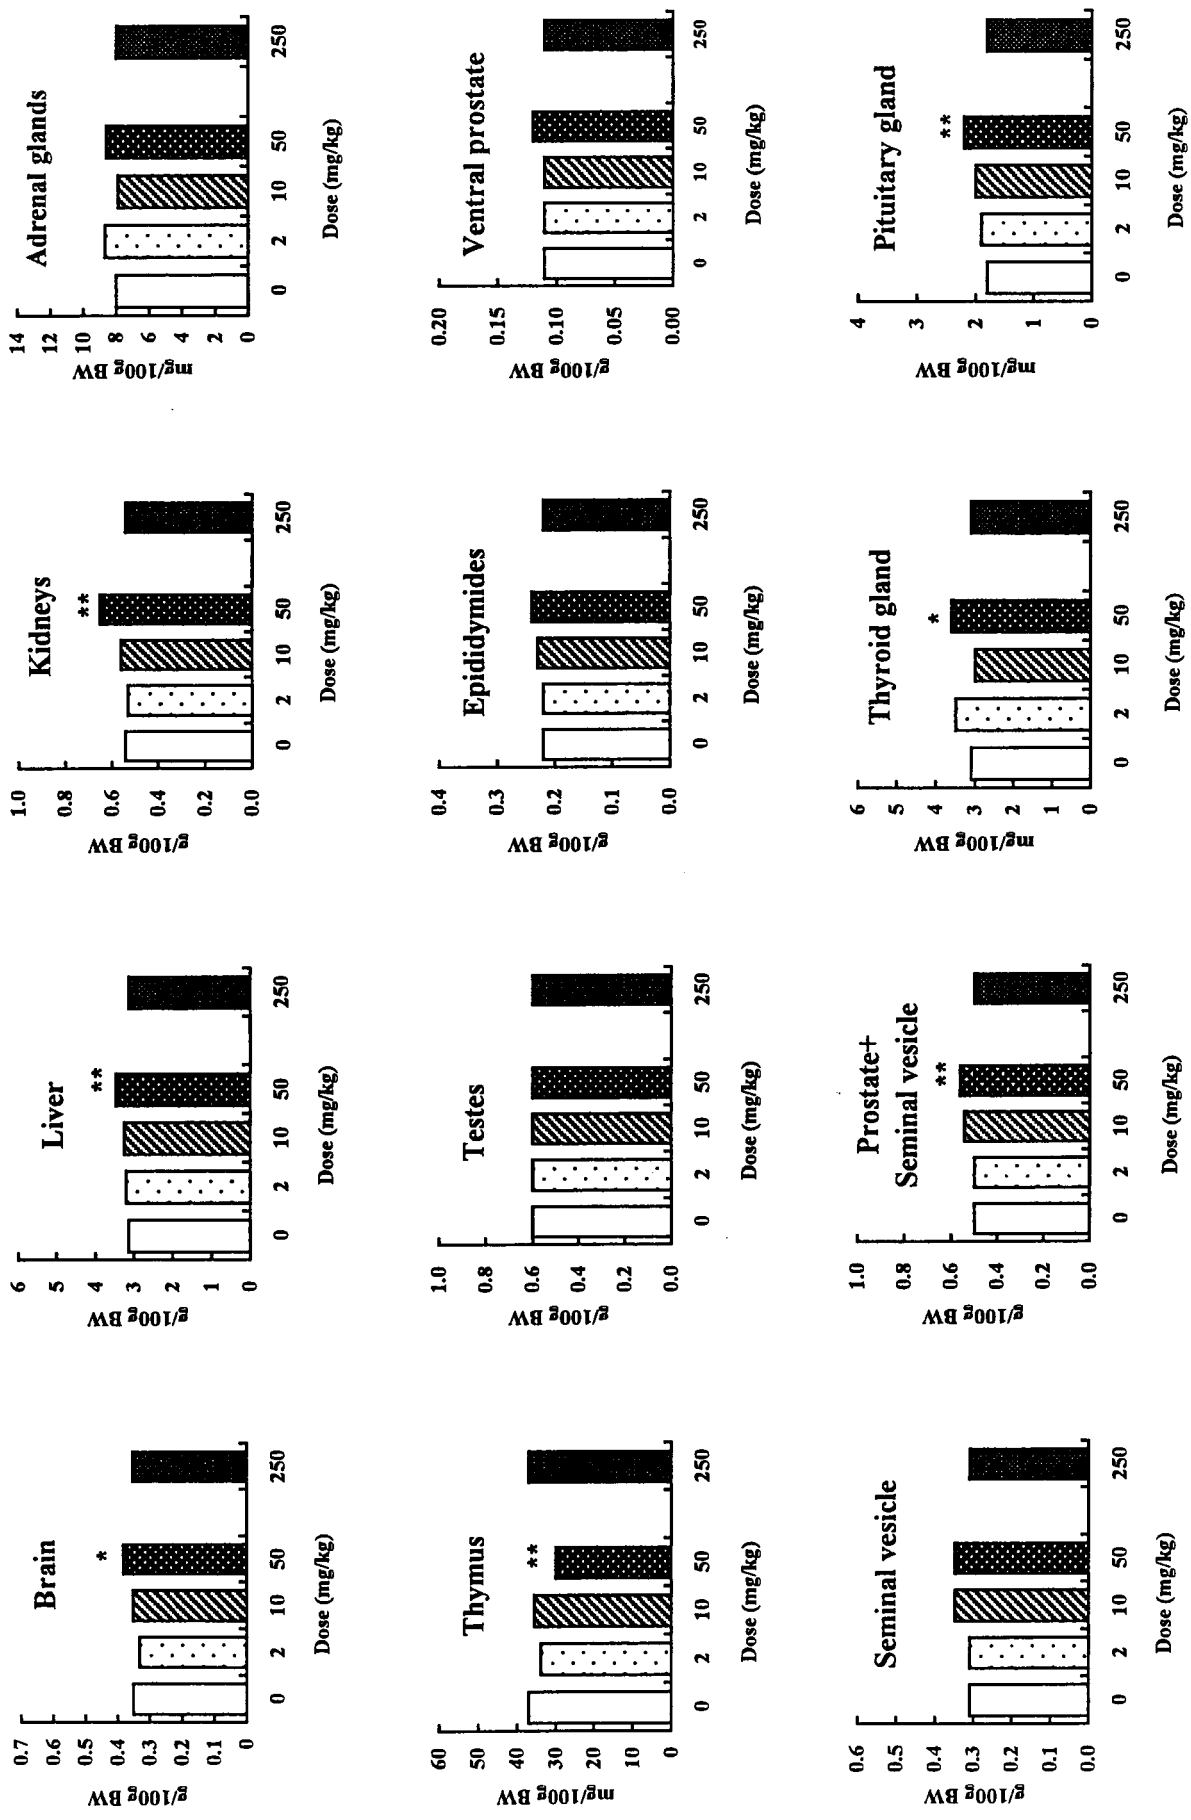 Brain
*
g/100g BW
0.7
0.6
0.5
0.4
0.3
0.2
0.1
0
0 2 10 50 250
Dose (mg/kg)
Liver
**
g/100g BW
6
5
4
3
2
1
0
0 2 10 50 250
Dose (mg/kg)
Kidneys
**
g/100g BW
1.0
0.8
0.6
0.4
0.2
0.0
0 2 10 50 250
Dose (mg/kg)
Adrenal glands
mg/100g BW
14
12
10
8
6
4
2
0
0 2 10 50 250
Dose (mg/kg)
Thymus
**
mg/100g BW
60
50
40
30
20
10
0
0 2 10 50 250
Dose (mg/kg)
Testes
g/100g BW
1.0
0.8
0.6
0.4
0.2
0.0
0 2 10 50 250
Dose (mg/kg)
Epididymides
g/100g BW
0.4
0.3
0.2
0.1
0.0
0 2 10 50 250
Dose (mg/kg)
Ventral prostate
g/100g BW
0.20
0.15
0.10
0.05
0.00
0 2 10 50 250
Dose (mg/kg)
Seminal vesicle
g/100g BW
0.6
0.5
0.4
0.3
0.2
0.1
0.0
0 2 10 50 250
Dose (mg/kg)
Prostate+
Seminal vesicle
**
g/100g BW
1.0
0.8
0.6
0.4
0.2
0.0
0 2 10 50 250
Dose (mg/kg)
Thyroid gland
*
mg/100g BW
6
5
4
3
2
1
0
0 2 10 50 250
Dose (mg/kg)
Pituitary gland
**
mg/100g BW
4
3
2
1
0
0 2 10 50 250
Dose (mg/kg)